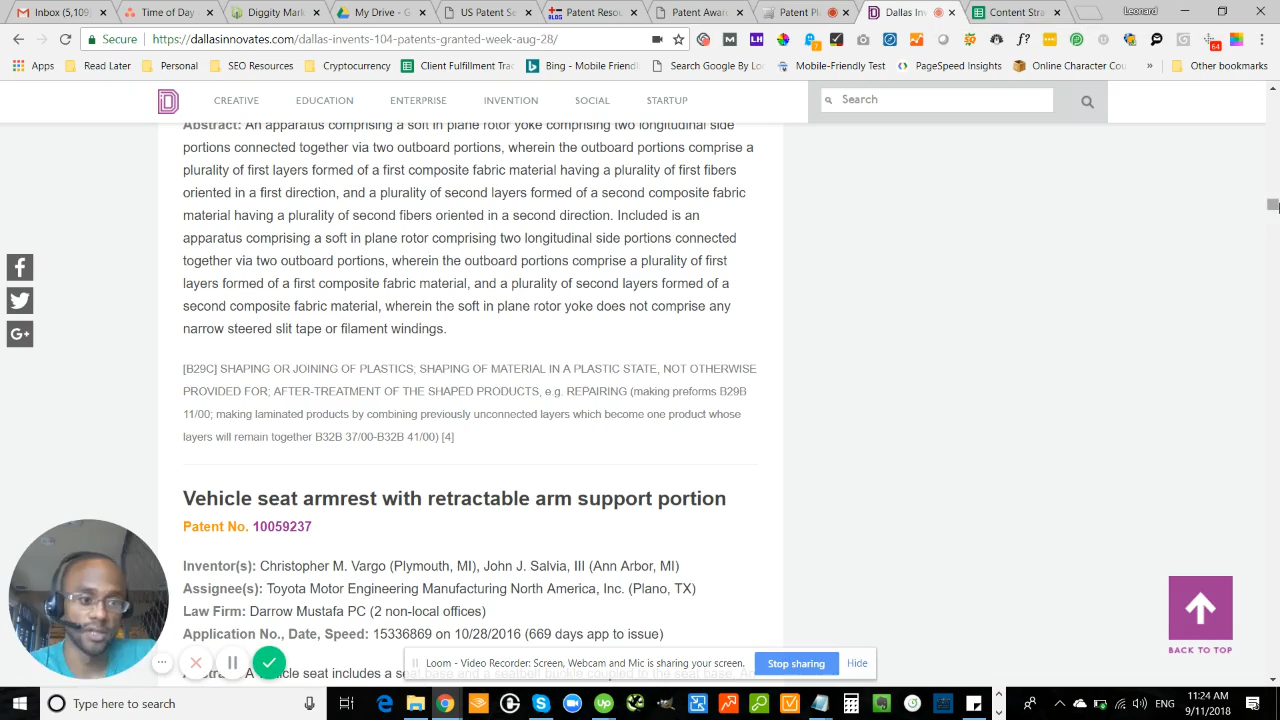 Inbox (5,109)
Time of Day
Dignity Mark
My Drive - G
US Patent Se
Patent Resou
Patent Awar
Patent Pl
Dallas Inv
Content Stra
Leonard
Secure
https://dallasinnovates.com/dallas-invents-104-patents-granted-week-aug-28/
Apps
Read Later
Personal
SEO Resources
Cryptocurrency
Client Fulfillment Trac
Bing - Mobile Friendl
Search Google By Lo
Mobile-Friendly Test
PageSpeed Insights
Online Character Cou
»
Other bookmarks
CREATIVE
EDUCATION
ENTERPRISE
INVENTION
SOCIAL
STARTUP
Search
Abstract: An apparatus comprising a soft in plane rotor yoke comprising two longitudinal side
portions connected together via two outboard portions, wherein the outboard portions comprise a
plurality of first layers formed of a first composite fabric material having a plurality of first fibers
oriented in a first direction, and a plurality of second layers formed of a second composite fabric
material having a plurality of second fibers oriented in a second direction. Included is an
apparatus comprising a soft in plane rotor comprising two longitudinal side portions connected
together via two outboard portions, wherein the outboard portions comprise a plurality of first
layers formed of a first composite fabric material, and a plurality of second layers formed of a
second composite fabric material, wherein the soft in plane rotor yoke does not comprise any
narrow steered slit tape or filament windings.
[B29C] SHAPING OR JOINING OF PLASTICS; SHAPING OF MATERIAL IN A PLASTIC STATE, NOT OTHERWISE
PROVIDED FOR; AFTER-TREATMENT OF THE SHAPED PRODUCTS, e.g. REPAIRING (making preforms B29B
11/00; making laminated products by combining previously unconnected layers which become one product whose
layers will remain together B32B 37/00-B32B 41/00) [4]
Vehicle seat armrest with retractable arm support portion
Patent No. 10059237
Inventor(s): Christopher M. Vargo (Plymouth, MI), John J. Salvia, III (Ann Arbor, MI)
Assignee(s): Toyota Motor Engineering Manufacturing North America, Inc. (Plano, TX)
Law Firm: Darrow Mustafa PC (2 non-local offices)
Application No., Date, Speed: 15336869 on 10/28/2016 (669 days app to issue)
BACK TO TOP
Loom - Video Recorder: Screen, Webcam and Mic is sharing your screen.
Stop sharing
Hide
Type here to search
ENG
11:24 AM
9/11/2018